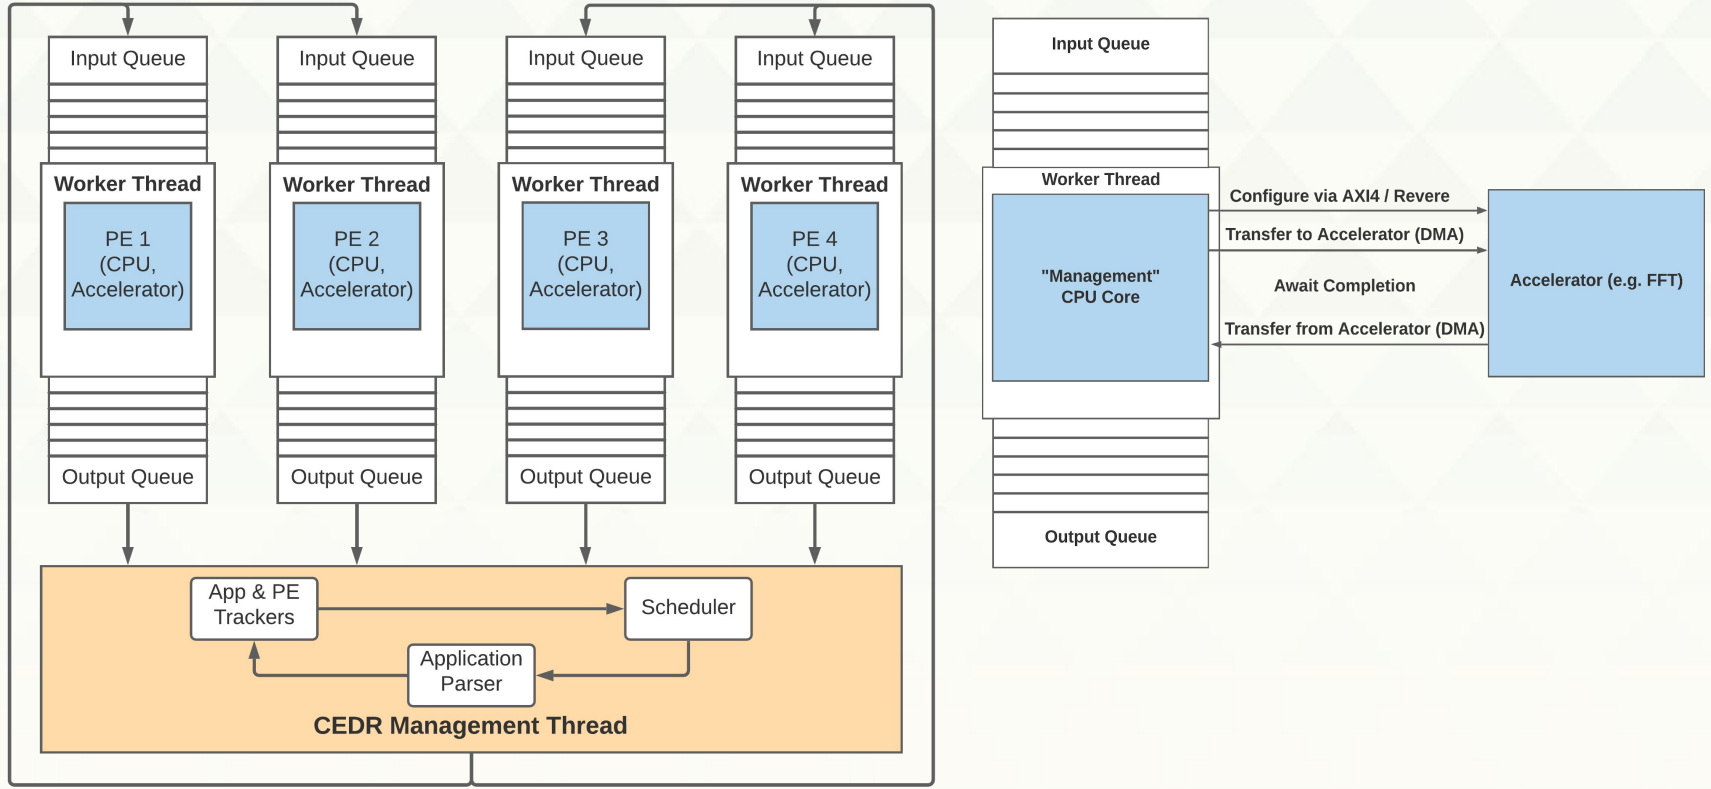 Input Queue
Input Queue
Input Queue
Input Queue
Worker Thread
Worker Thread
Worker Thread
Worker Thread
PE 1
(CPU,
Accelerator)
PE 2
(CPU,
Accelerator)
PE 3
(CPU,
Accelerator)
PE 4
(CPU,
Accelerator)
Output Queue
Output Queue
Output Queue
Output Queue
App & PE
Trackers
Scheduler
Application
Parser
CEDR Management Thread
Input Queue
Worker Thread
"Management"
CPU Core
Configure via AXI4 / Revere
Transfer to Accelerator (DMA)
Await Completion
Transfer from Accelerator (DMA)
Accelerator (e.g. FFT)
Output Queue